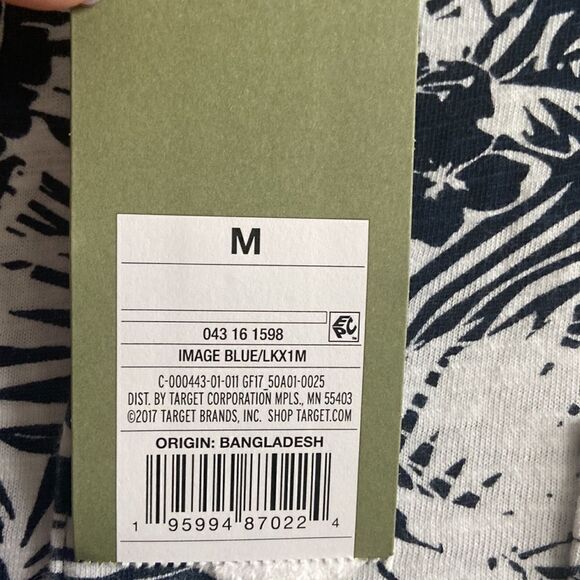 M
EPC
043 16 1598
IMAGE BLUE/LKX1M
C-000443-01-011 GF17_50A01-0025
DIST. BY TARGET CORPORATION MPLS., MN 55403
©2017 TARGET BRANDS, INC. SHOP TARGET.COM
ORIGIN: BANGLADESH
1 95994 87022 4